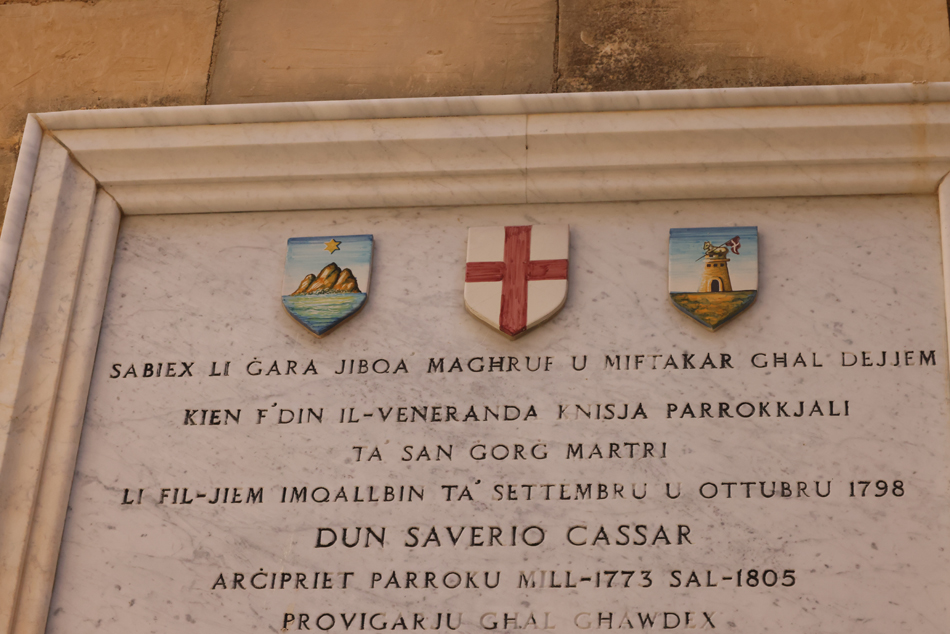 SABIEX LI ĠARA JIBQA' MAGĦRUF U MIFTAKAR GĦAL DEJJEM
KIEN F'DIN IL-VENERANDA KNISJA PARROKKJALI
TA' SAN ĠORĠ MARTRI
LI FIL-JIEM IMQALLBIN TA' SETTEMBRU U OTTUBRU 1798
DUN SAVERIO CASSAR
ARĊIPRIET PARROKU MILL-1773 SAL-1805
PROVIGARJU GĦAL GĦAWDEX